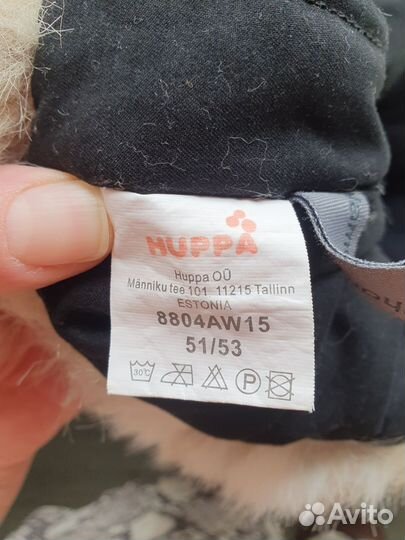 HUPPA
Huppa OÜ
Männiku tee 101 11215 Tallinn
ESTONIA
8804AW15
51/53
30°C P
Avito